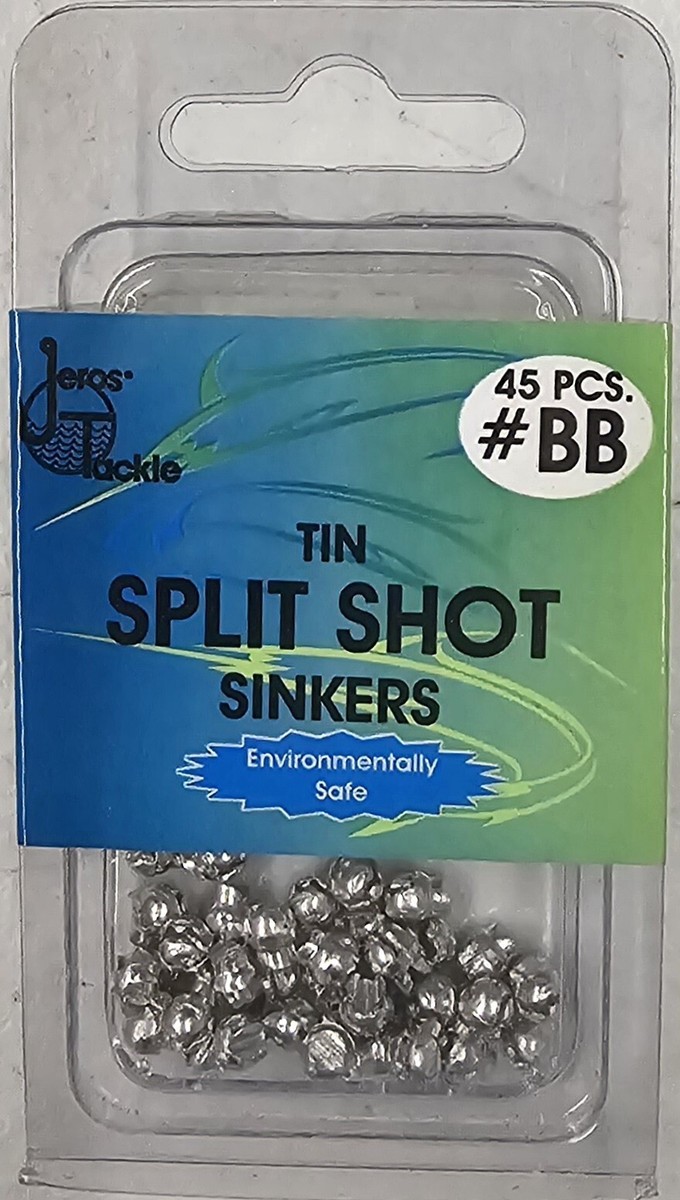 Jeros
Tackle
45 PCS.
#BB
TIN
SPLIT SHOT
SINKERS
Environmentally
Safe